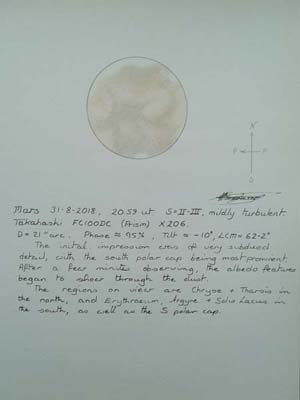 N
P
F
Mars 31-8-2018, 20:59 ut. S=II-III, mildly turbulent.
Takahashi FC100DC (Prism) x206.
D=21"arc. Phase ≈ 95%. Tilt ≈ -10°, LCM = 62.2°
The initial impression was of very subdued
detail, with the south polar cap being most prominent.
After a few minutes observing, the albedo features
began to show through the dust.
The regions on view are Chryse + Tharsis in
the north, and Erythraeum, Argyre + Solis Lacus in
the south, as well as the S polar cap.